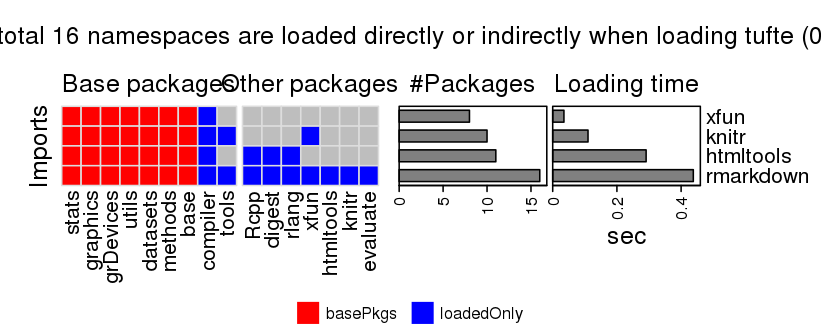 total 16 namespaces are loaded directly or indirectly when loading tufte (0
Base packages Other packages #Packages Loading time
Imports
xfun
knitr
htmltools
rmarkdown
stats
graphics
grDevices
utils
datasets
methods
base
compiler
tools
Rcpp
digest
rlang
xfun
htmltools
knitr
evaluate
0 5 10 15
0 0.2 0.4
sec
basePkgs loadedOnly